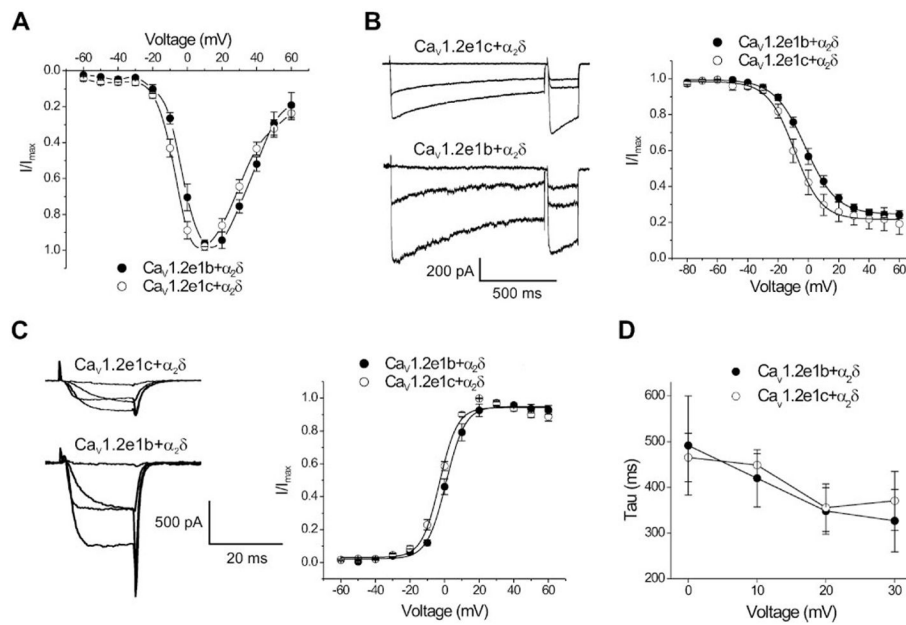 A
Voltage (mV)
-60 -40 -20 0 20 40 60
0.0
0.2
0.4
0.6
0.8
1.0
I/Imax
CaV1.2e1b+α2δ
CaV1.2e1c+α2δ
B
CaV1.2e1c+α2δ
CaV1.2e1b+α2δ
200 pA
500 ms
CaV1.2e1b+α2δ
CaV1.2e1c+α2δ
I/Imax
1.0
0.8
0.6
0.4
0.2
0.0
-80 -60 -40 -20 0 20 40 60
Voltage (mV)
C
CaV1.2e1c+α2δ
CaV1.2e1b+α2δ
500 pA
20 ms
CaV1.2e1b+α2δ
CaV1.2e1c+α2δ
I/Imax
1.0
0.8
0.6
0.4
0.2
0.0
-60 -40 -20 0 20 40 60
Voltage (mV)
D
CaV1.2e1b+α2δ
CaV1.2e1c+α2δ
Tau (ms)
600
500
400
300
200
0 10 20 30
Voltage (mV)